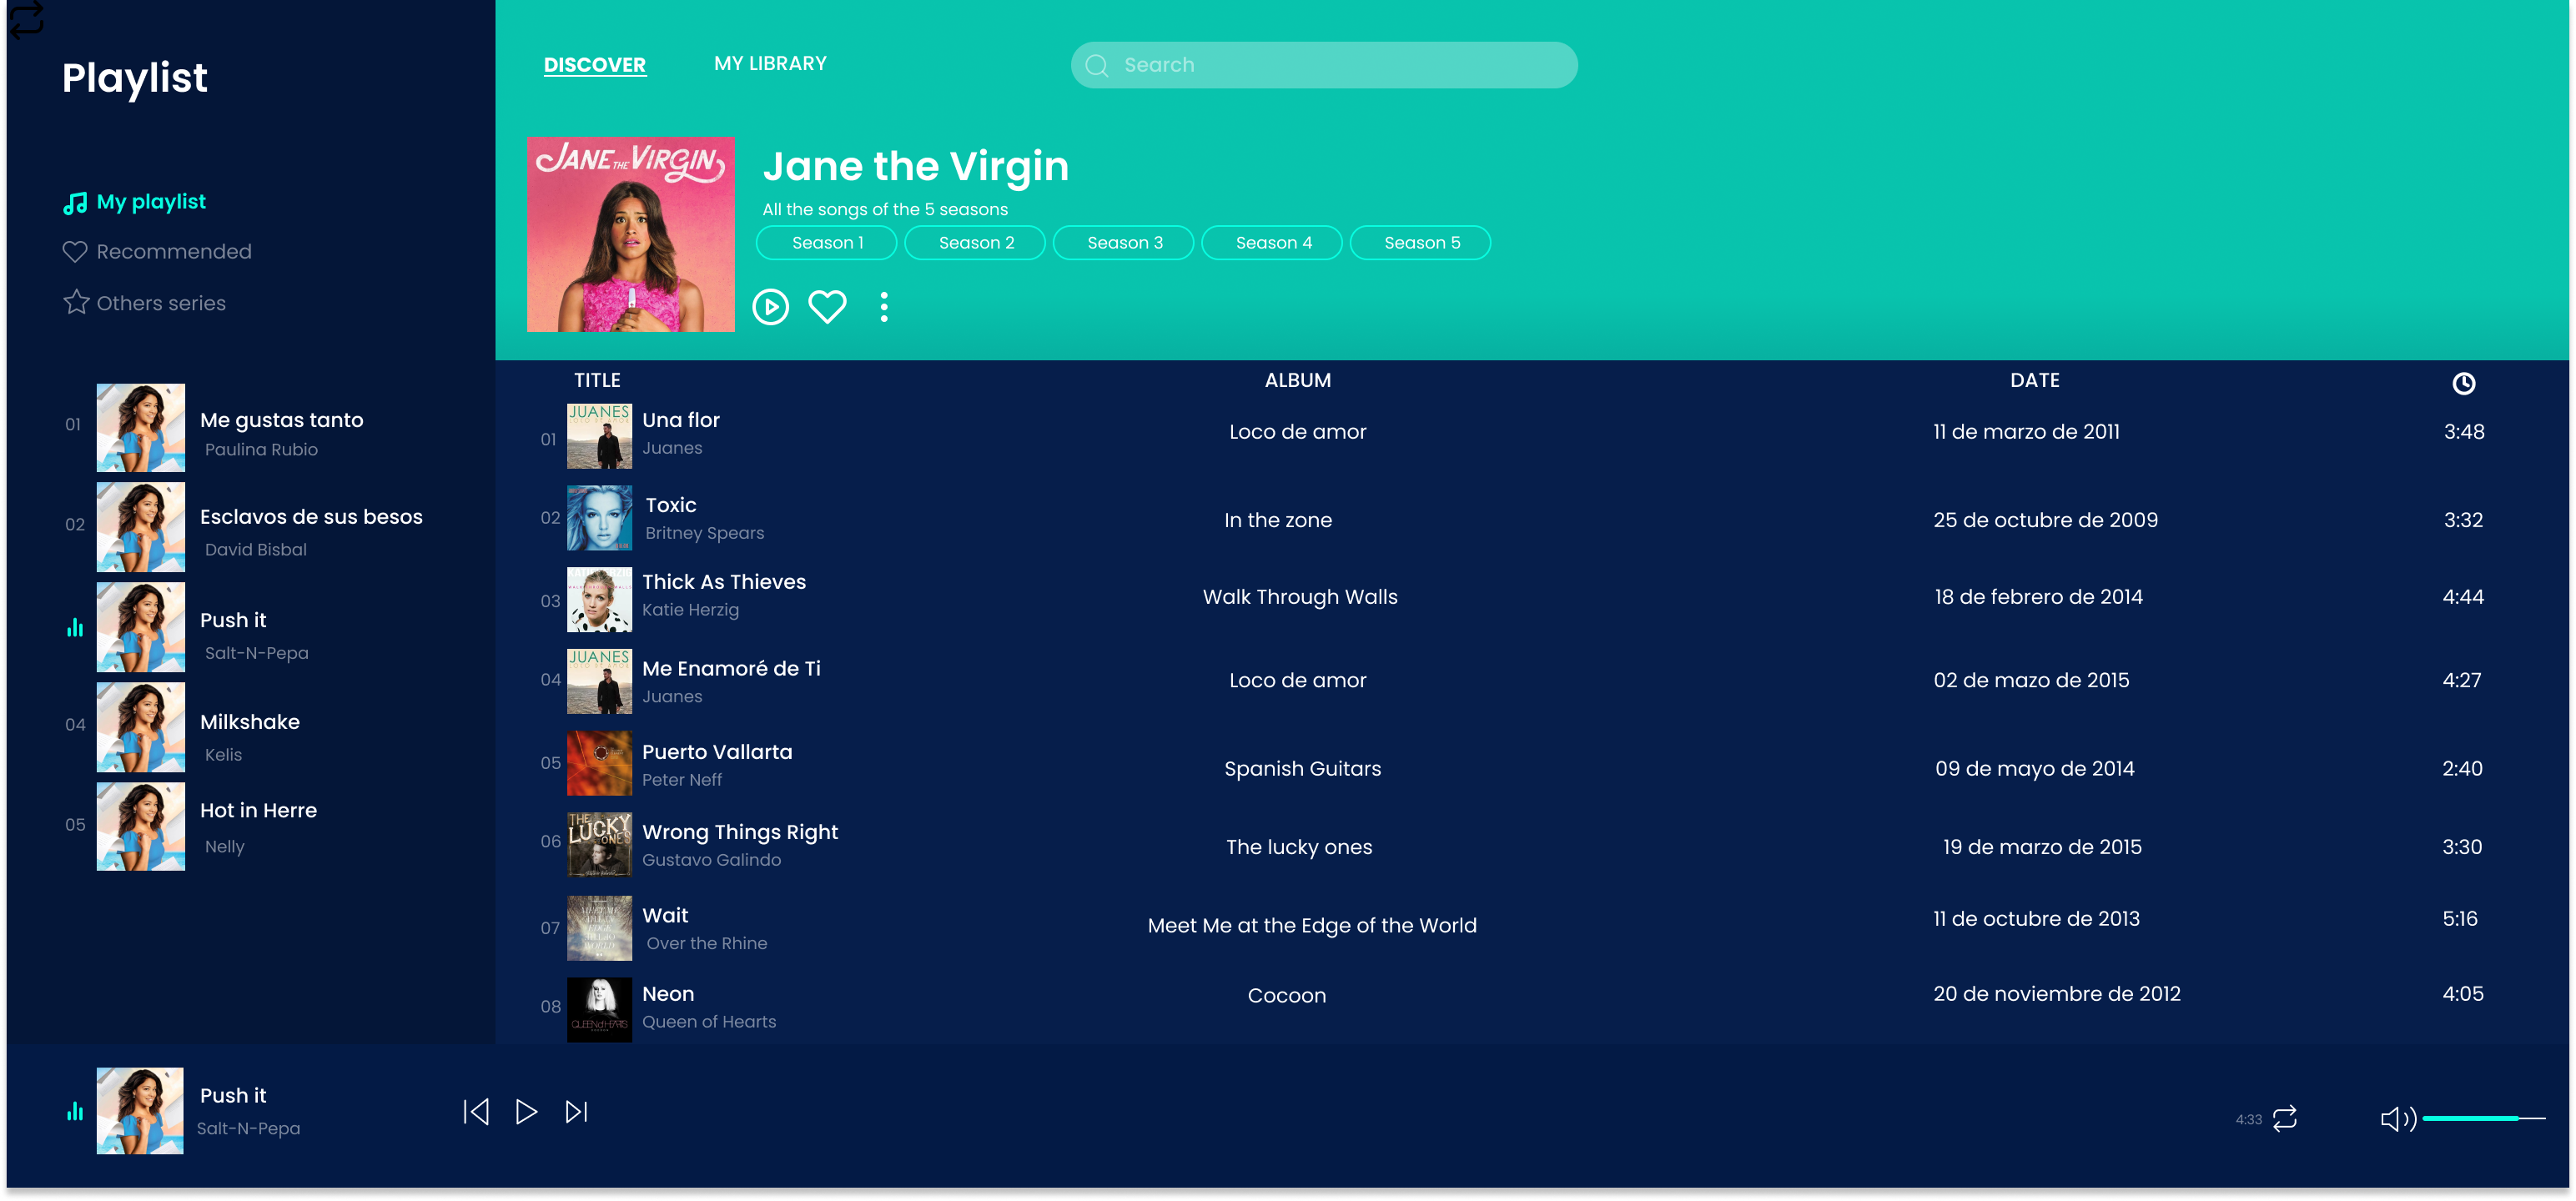 Playlist
My playlist
Recommended
Others series
01
Me gustas tanto
Paulina Rubio
02
Esclavos de sus besos
David Bisbal
Push it
Salt-N-Pepa
04
Milkshake
Kelis
05
Hot in Herre
Nelly
DISCOVER
MY LIBRARY
Search
JANE THE VIRGIN
Jane the Virgin
All the songs of the 5 seasons
Season 1
Season 2
Season 3
Season 4
Season 5
TITLE
ALBUM
DATE
01
JUANES
Una flor
Juanes
Loco de amor
11 de marzo de 2011
3:48
02
Toxic
Britney Spears
In the zone
25 de octubre de 2009
3:32
03
Thick As Thieves
Katie Herzig
Walk Through Walls
18 de febrero de 2014
4:44
04
JUANES
Me Enamoré de Ti
Juanes
Loco de amor
02 de mazo de 2015
4:27
05
Puerto Vallarta
Peter Neff
Spanish Guitars
09 de mayo de 2014
2:40
06
THE
LUCKY
ONES
Wrong Things Right
Gustavo Galindo
The lucky ones
19 de marzo de 2015
3:30
07
Wait
Over the Rhine
Meet Me at the Edge of the World
11 de octubre de 2013
5:16
08
QUEEN of HEARTS
Neon
Queen of Hearts
Cocoon
20 de noviembre de 2012
4:05
Push it
Salt-N-Pepa
4:33